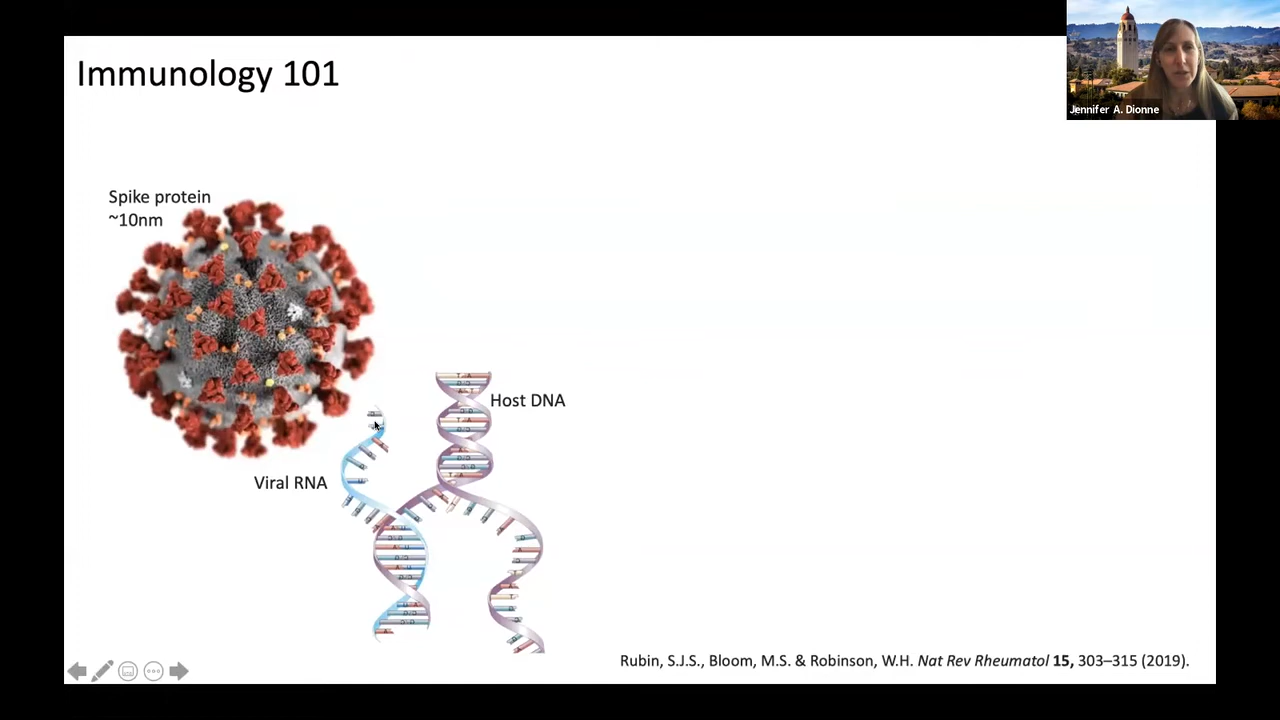 Immunology 101
Jennifer A. Dionne
Spike protein
~10nm
Host DNA
Viral RNA
Rubin, S.J.S., Bloom, M.S. & Robinson, W.H. Nat Rev Rheumatol 15, 303–315 (2019).